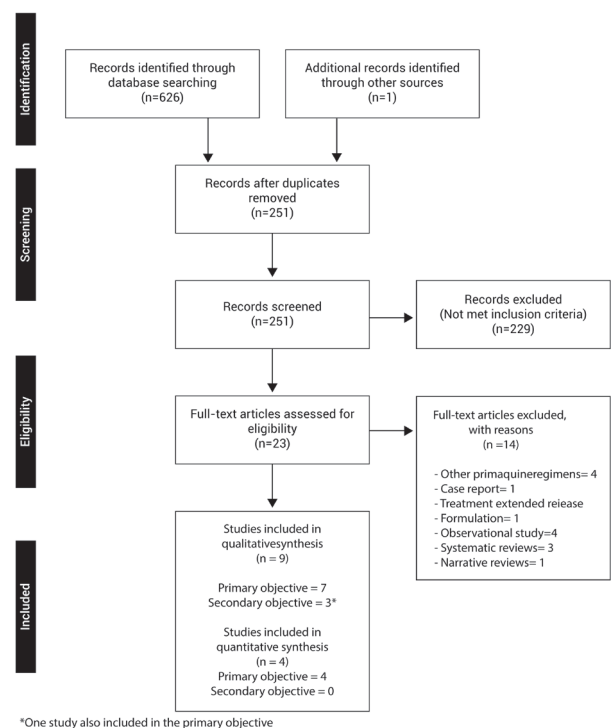 Identification
Records identified through
database searching
(n=626)
Additional records identified
through other sources
(n=1)
Screening
Records after duplicates
removed
(n=251)
Records screened
(n=251)
Records excluded
(Not met inclusion criteria)
(n=229)
Eligibility
Full-text articles assessed for
eligibility
(n=23)
Full-text articles excluded,
with reasons
(n =14)
- Other primaquineregimens= 4
- Case report= 1
- Treatment extended reiease
- Formulation= 1
- Observational study=4
- Systematic reviews= 3
- Narrative reviews= 1
Included
Studies included in
qualitativesynthesis
(n = 9)
Primary objective = 7
Secondary objective = 3*
Studies included in
quantitative synthesis
(n = 4)
Primary objective = 4
Secondary objective = 0
*One study also included in the primary objective